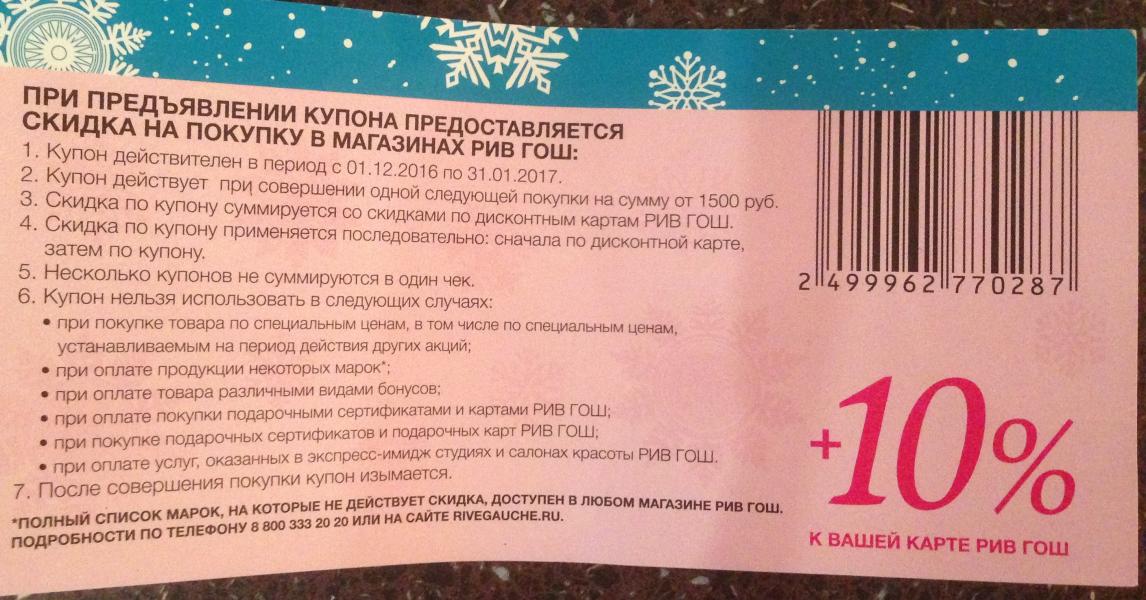 ПРИ ПРЕДЪЯВЛЕНИИ КУПОНА ПРЕДОСТАВЛЯЕТСЯ
СКИДКА НА ПОКУПКУ В МАГАЗИНАХ РИВ ГОШ:
1. Купон действителен в период с 01.12.2016 по 31.01.2017.
2. Купон действует при совершении одной следующей покупки на сумму от 1500 руб.
3. Скидка по купону суммируется со скидками по дисконтным картам РИВ ГОШ.
4. Скидка по купону применяется последовательно: сначала по дисконтной карте,
затем по купону.
5. Несколько купонов не суммируются в один чек.
6. Купон нельзя использовать в следующих случаях:
• при покупке товара по специальным ценам, в том числе по специальным ценам,
устанавливаемым на период действия других акций;
• при оплате продукции некоторых марок*;
• при оплате товара различными видами бонусов;
• при оплате покупки подарочными сертификатами и картами РИВ ГОШ;
• при покупке подарочных сертификатов и подарочных карт РИВ ГОШ;
• при оплате услуг, оказанных в экспресс-имидж студиях и салонах красоты РИВ ГОШ.
7. После совершения покупки купон изымается.
*ПОЛНЫЙ СПИСОК МАРОК, НА КОТОРЫЕ НЕ ДЕЙСТВУЕТ СКИДКА, ДОСТУПЕН В ЛЮБОМ МАГАЗИНЕ РИВ ГОШ.
ПОДРОБНОСТИ ПО ТЕЛЕФОНУ 8 800 333 20 20 ИЛИ НА САЙТЕ RIVEGAUCHE.RU.
2 499962 770287
+10%
К ВАШЕЙ КАРТЕ РИВ ГОШ